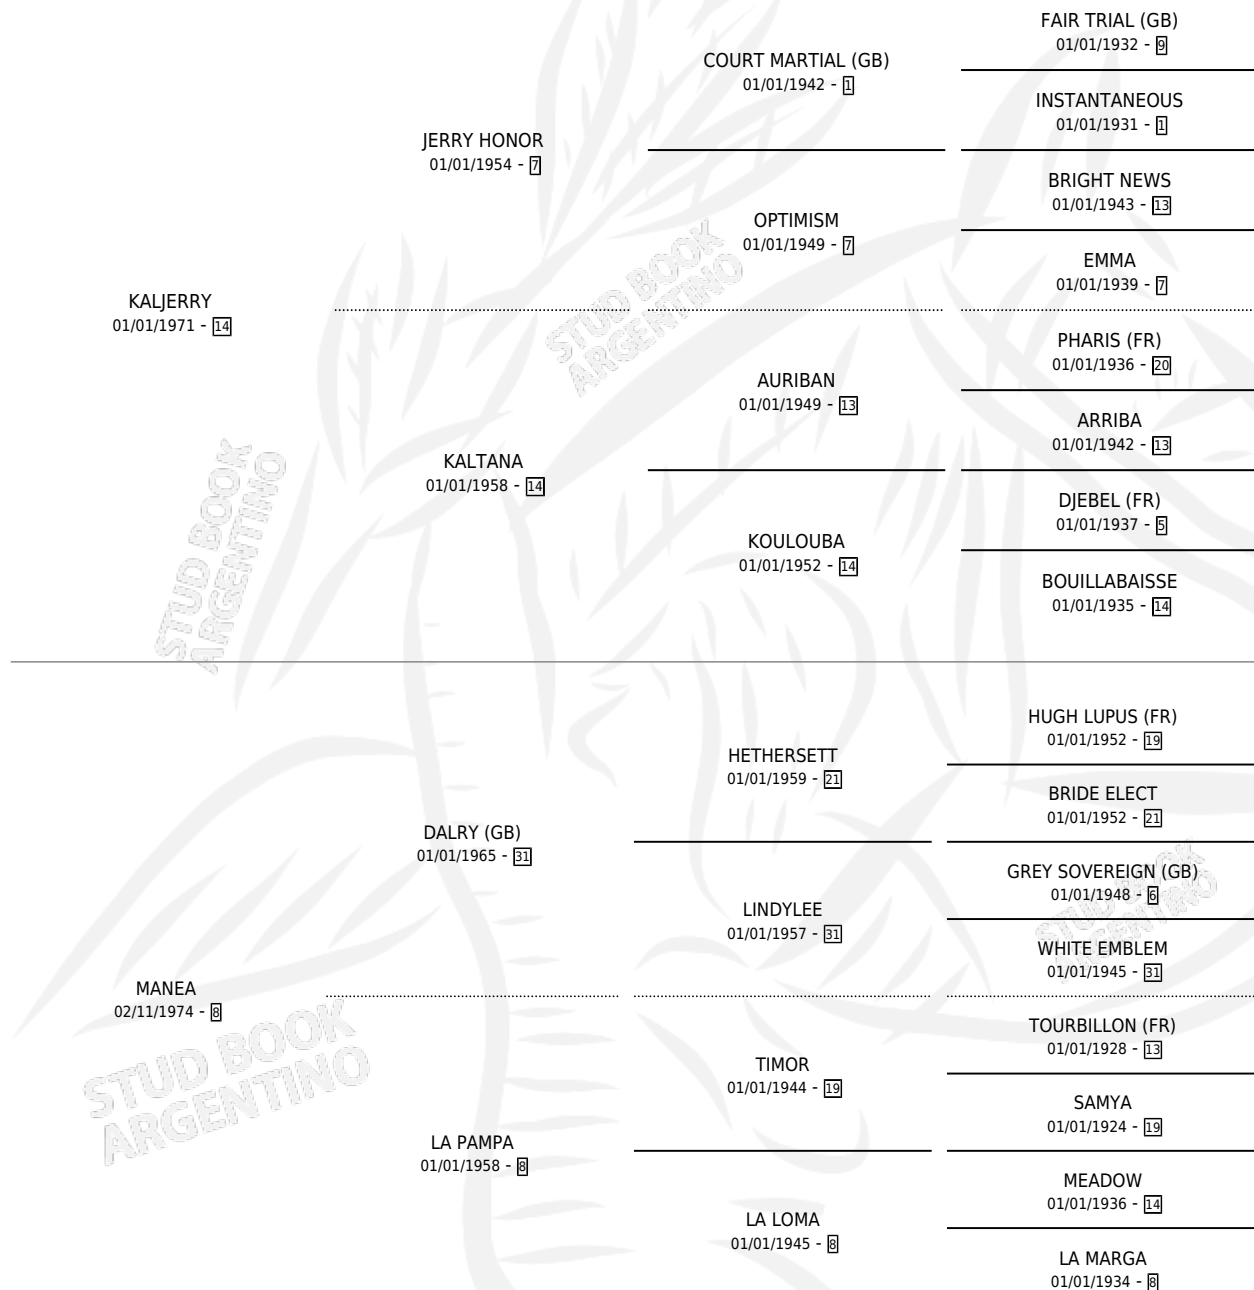 FAIR TRIAL (GB)
01/01/1932 - 9
COURT MARTIAL (GB)
01/01/1942 - 1
INSTANTANEOUS
01/01/1931 - 1
JERRY HONOR
01/01/1954 - 7
BRIGHT NEWS
01/01/1943 - 13
OPTIMISM
01/01/1949 - 7
EMMA
01/01/1939 - 7
KALJERRY
01/01/1971 - 14
PHARIS (FR)
01/01/1936 - 20
AURIBAN
01/01/1949 - 13
ARRIBA
01/01/1942 - 13
KALTANA
01/01/1958 - 14
DJEBEL (FR)
01/01/1937 - 5
KOULOUBA
01/01/1952 - 14
BOUILLABAISSE
01/01/1935 - 14
HUGH LUPUS (FR)
01/01/1952 - 19
HETHERSETT
01/01/1959 - 21
BRIDE ELECT
01/01/1952 - 21
DALRY (GB)
01/01/1965 - 31
GREY SOVEREIGN (GB)
01/01/1948 - 6
LINDYLEE
01/01/1957 - 31
WHITE EMBLEM
01/01/1945 - 31
MANEA
02/11/1974 - 8
TOURBILLON (FR)
01/01/1928 - 13
TIMOR
01/01/1944 - 19
SAMYA
01/01/1924 - 19
LA PAMPA
01/01/1958 - 8
MEADOW
01/01/1936 - 14
LA LOMA
01/01/1945 - 8
LA MARGA
01/01/1934 - 8
STUD BOOK
ARGENTINO
STUD BOOK
ARGENTINO
STUD BOOK
ARGENTINO
STUD BOOK
ARGENTINO